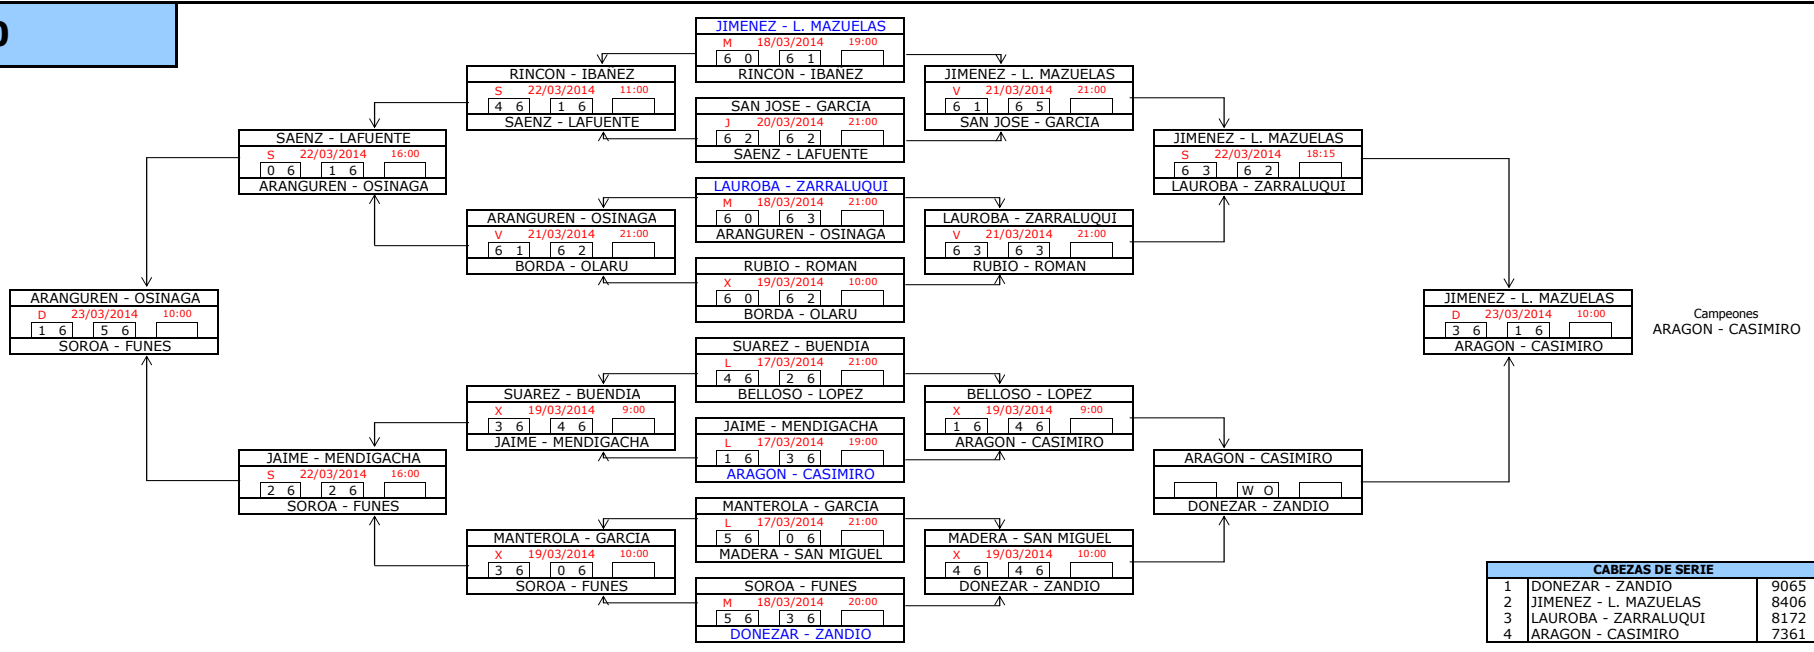 0
JIMENEZ - L. MAZUELAS
M 18/03/2014 19:00
6 0 6 1
RINCON - IBAÑEZ
SAN JOSE - GARCIA
J 20/03/2014 21:00
6 2 6 2
SAENZ - LAFUENTE
LAUROBA - ZARRALUQUI
M 18/03/2014 21:00
6 0 6 3
ARANGUREN - OSINAGA
RUBIO - ROMAN
X 19/03/2014 10:00
6 0 6 2
BORDA - OLARU
SUAREZ - BUENDIA
L 17/03/2014 21:00
4 6 2 6
BELLOSO - LOPEZ
JAIME - MENDIGACHA
L 17/03/2014 19:00
1 6 3 6
ARAGON - CASIMIRO
MANTEROLA - GARCIA
L 17/03/2014 21:00
5 6 0 6
MADERA - SAN MIGUEL
SOROA - FUNES
M 18/03/2014 20:00
5 6 3 6
DONEZAR - ZANDIO
RINCON - IBAÑEZ
S 22/03/2014 11:00
4 6 1 6
SAENZ - LAFUENTE
ARANGUREN - OSINAGA
V 21/03/2014 21:00
6 1 6 2
BORDA - OLARU
SUAREZ - BUENDIA
X 19/03/2014 9:00
3 6 4 6
JAIME - MENDIGACHA
MANTEROLA - GARCIA
X 19/03/2014 10:00
3 6 0 6
SOROA - FUNES
SAENZ - LAFUENTE
S 22/03/2014 16:00
0 6 1 6
ARANGUREN - OSINAGA
JAIME - MENDIGACHA
S 22/03/2014 16:00
2 6 2 6
SOROA - FUNES
ARANGUREN - OSINAGA
D 23/03/2014 10:00
1 6 5 6
SOROA - FUNES
JIMENEZ - L. MAZUELAS
V 21/03/2014 21:00
6 1 6 5
SAN JOSE - GARCIA
LAUROBA - ZARRALUQUI
V 21/03/2014 21:00
6 3 6 3
RUBIO - ROMAN
BELLOSO - LOPEZ
X 19/03/2014 9:00
1 6 4 6
ARAGON - CASIMIRO
MADERA - SAN MIGUEL
X 19/03/2014 10:00
4 6 4 6
DONEZAR - ZANDIO
JIMENEZ - L. MAZUELAS
S 22/03/2014 18:15
6 3 6 2
LAUROBA - ZARRALUQUI
ARAGON - CASIMIRO
W O
DONEZAR - ZANDIO
JIMENEZ - L. MAZUELAS
D 23/03/2014 10:00
3 6 1 6
ARAGON - CASIMIRO
Campeones
ARAGON - CASIMIRO
CABEZAS DE SERIE
1 DONEZAR - ZANDIO 9065
2 JIMENEZ - L. MAZUELAS 8406
3 LAUROBA - ZARRALUQUI 8172
4 ARAGON - CASIMIRO 7361